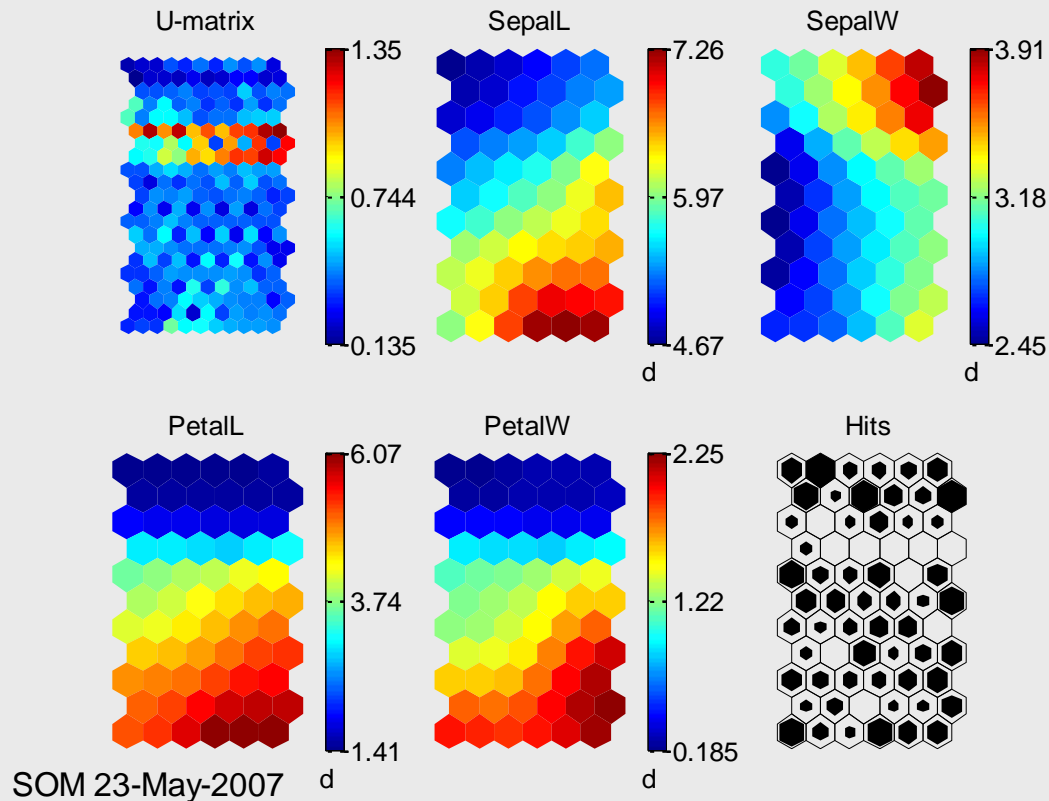 U-matrix
1.35
0.744
0.135
SepalL
7.26
5.97
4.67
d
SepalW
3.91
3.18
2.45
d
PetalL
6.07
3.74
1.41
d
PetalW
2.25
1.22
0.185
d
Hits
SOM 23-May-2007